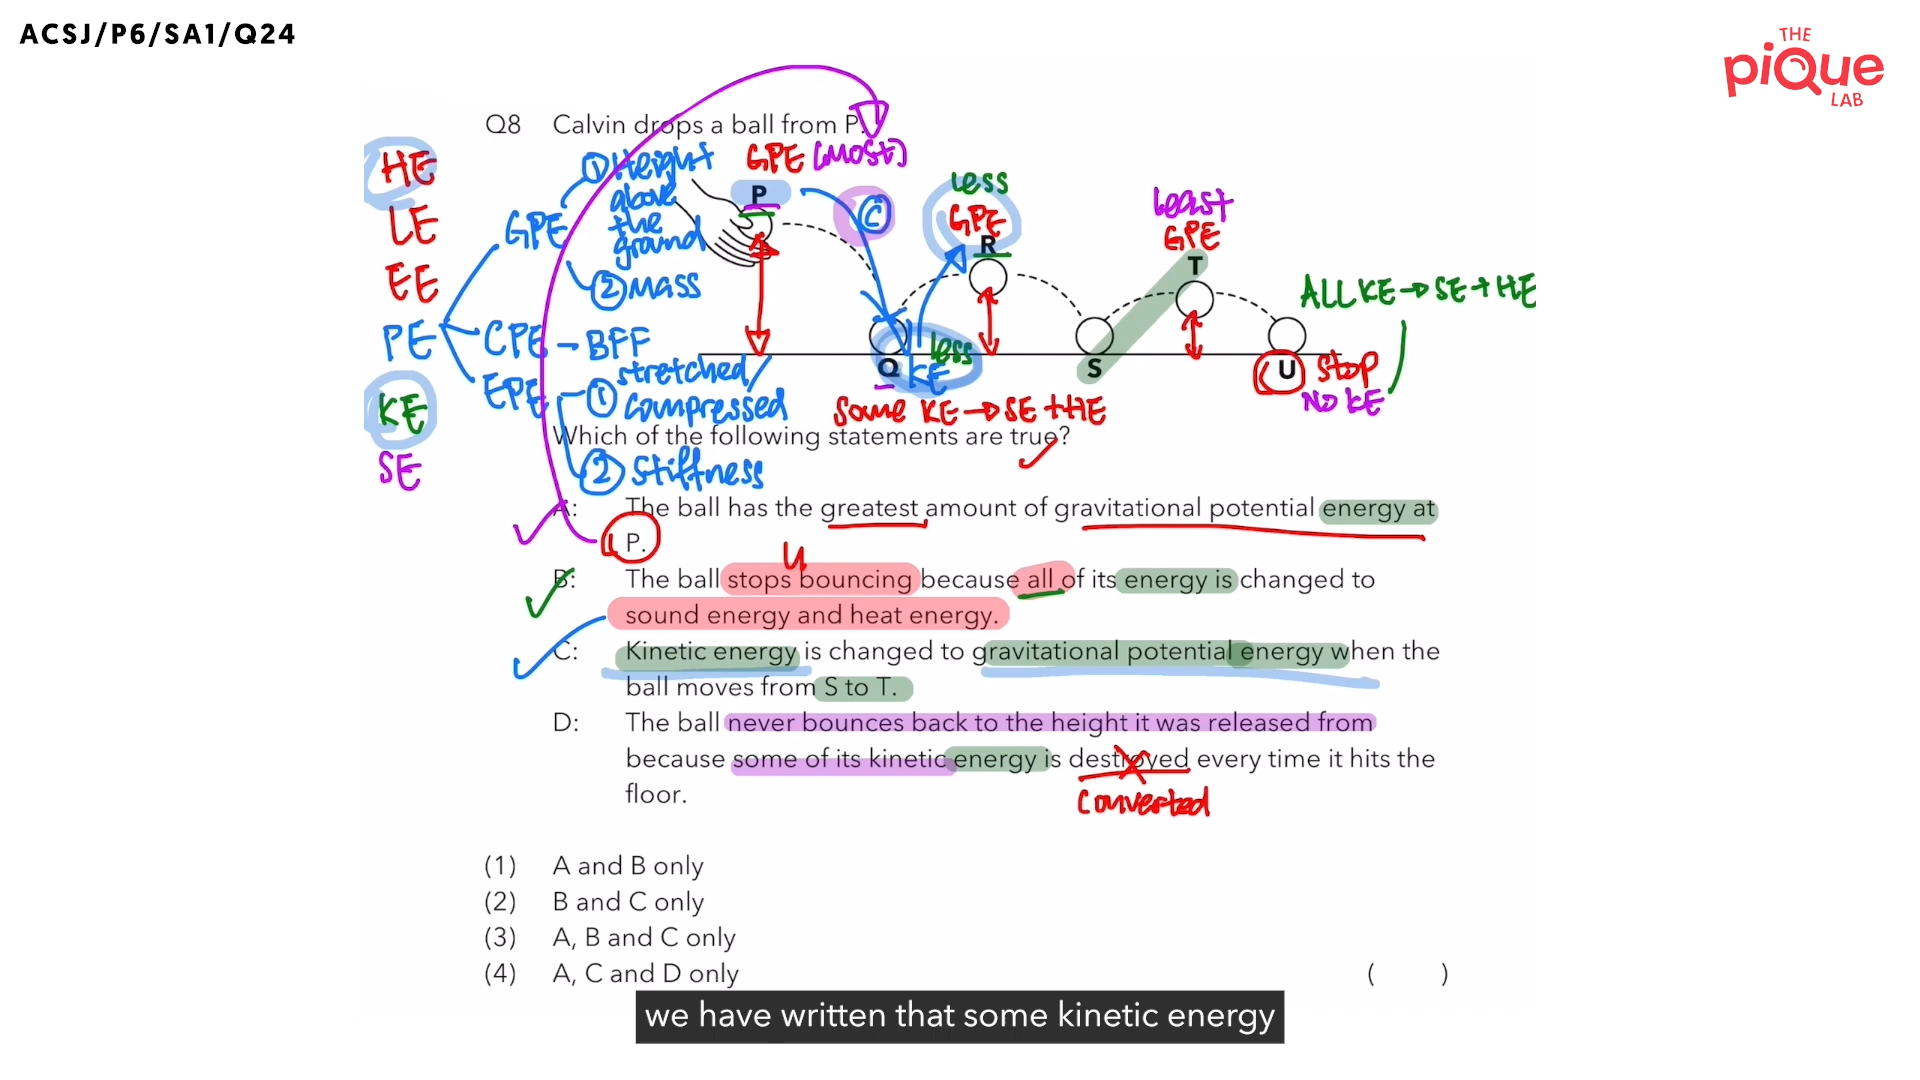 ACSJ/P6/SA1/Q24
THE
piQue
LAB
Q8 Calvin drops a ball from P.
HE
LE
EE
PE
KE
SE
GPE
① Height
above
the
ground
② Mass
CPE – BFF
EPE
① stretched/
compressed
② Stiffness
GPE (Most)
P
C
less
GPE
R
least
GPE
T
ALL KE → SE + HE
less
Q KE
S
U Stop
NO KE
Some KE → SE + HE
Which of the following statements are true?
A: The ball has the greatest amount of gravitational potential energy at
P.
U
B: The ball stops bouncing because all of its energy is changed to
sound energy and heat energy.
C: Kinetic energy is changed to gravitational potential energy when the
ball moves from S to T.
D: The ball never bounces back to the height it was released from
because some of its kinetic energy is destroyed every time it hits the
floor.
Converted
(1) A and B only
(2) B and C only
(3) A, B and C only
(4) A, C and D only ( )
we have written that some kinetic energy